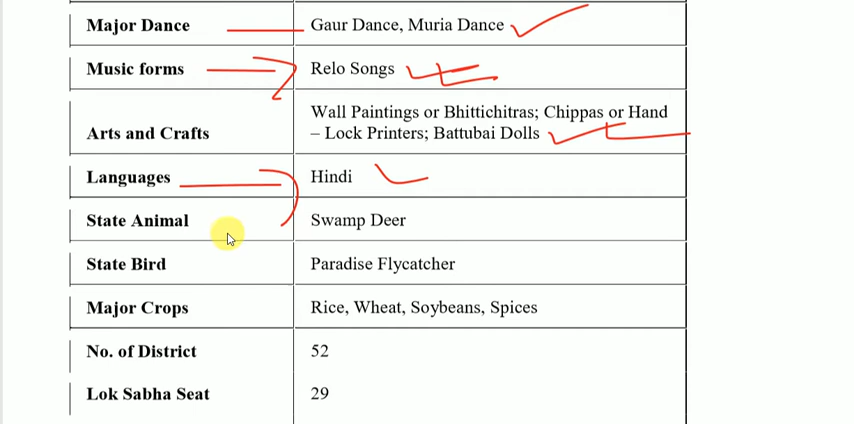 Major Dance Gaur Dance, Muria Dance
Music forms Relo Songs
Wall Paintings or Bhittichitras; Chippas or Hand
Arts and Crafts – Lock Printers; Battubai Dolls
Languages Hindi
State Animal Swamp Deer
State Bird Paradise Flycatcher
Major Crops Rice, Wheat, Soybeans, Spices
No. of District 52
Lok Sabha Seat 29